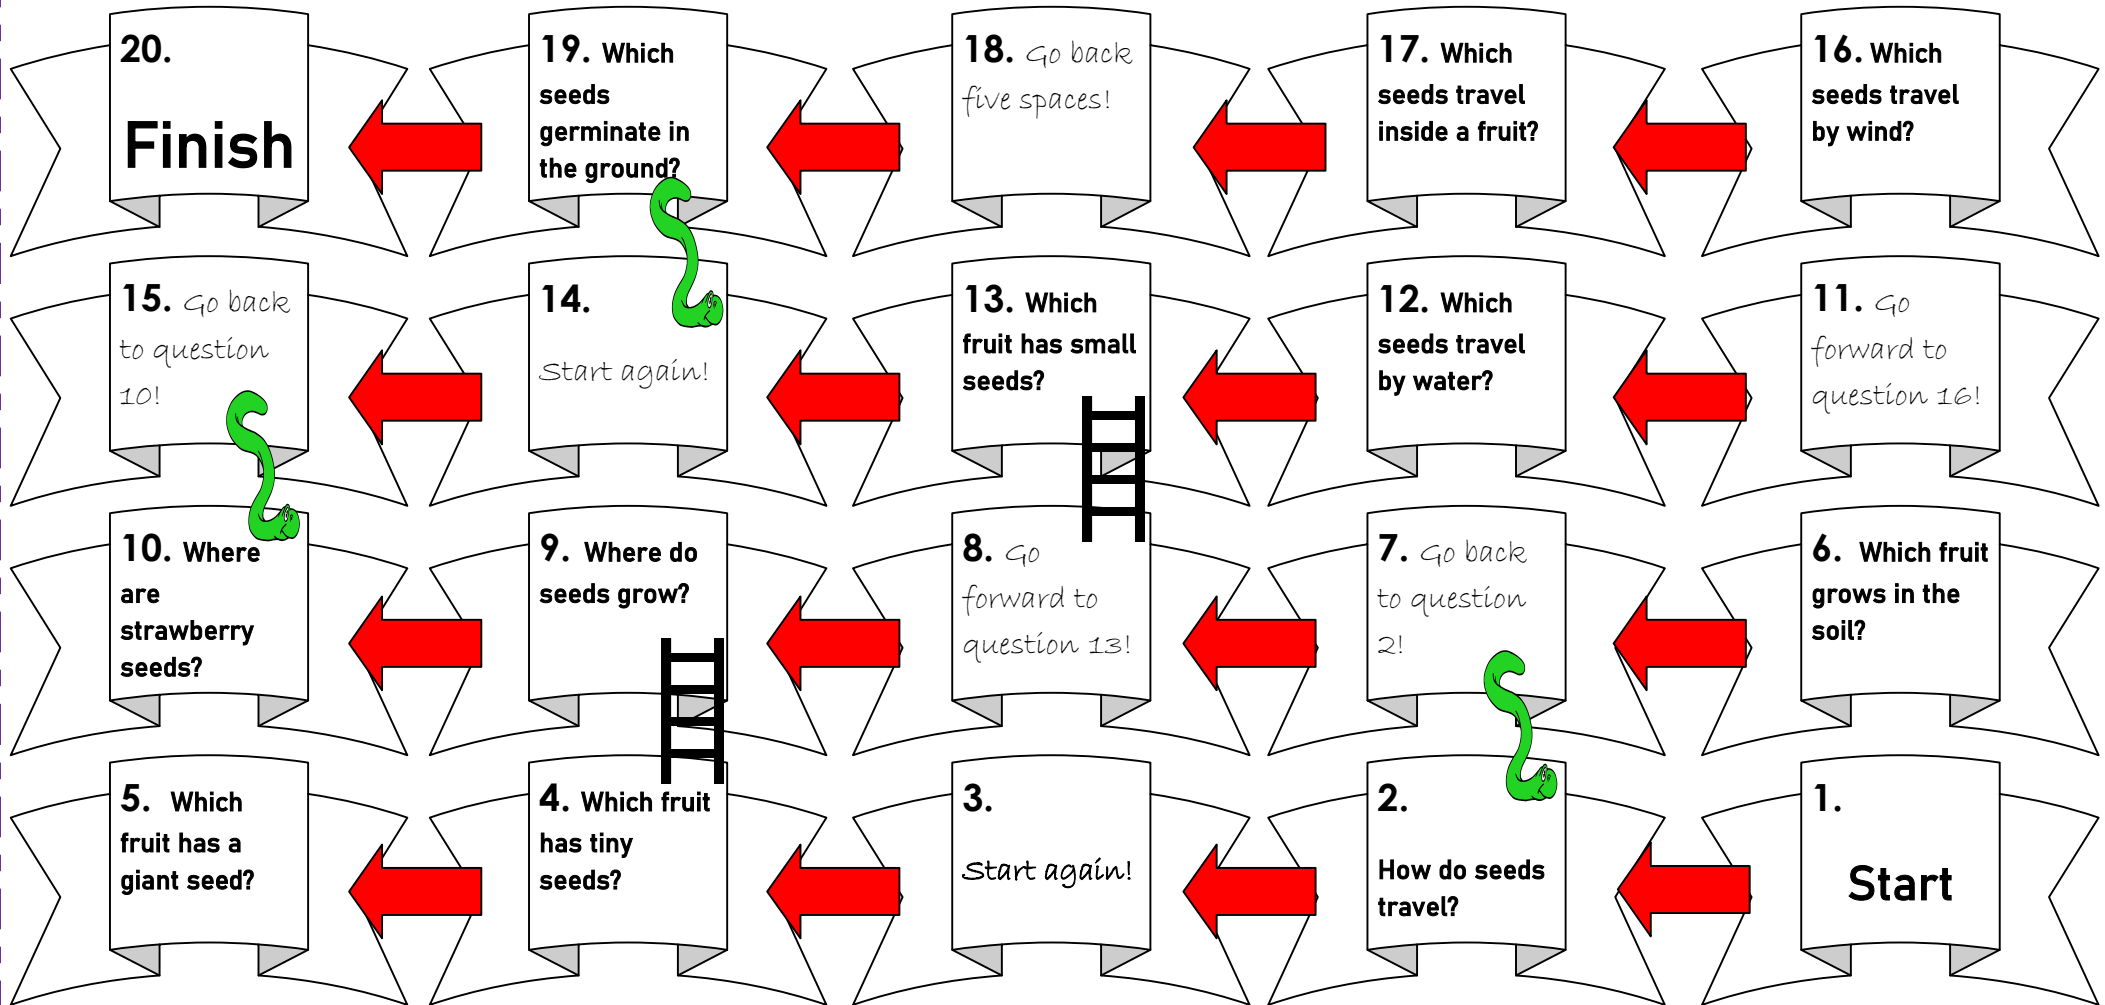 20.
Finish
19. Which
seeds
germinate in
the ground?
18. Go back
five spaces!
17. Which
seeds travel
inside a fruit?
16. Which
seeds travel
by wind?
15. Go back
to question
10!
14.
Start again!
13. Which
fruit has small
seeds?
12. Which
seeds travel
by water?
11. Go
forward to
question 16!
10. Where
are
strawberry
seeds?
9. Where do
seeds grow?
8. Go
forward to
question 13!
7. Go back
to question
2!
6. Which fruit
grows in the
soil?
5. Which
fruit has a
giant seed?
4. Which fruit
has tiny
seeds?
3.
Start again!
2.
How do seeds
travel?
1.
Start